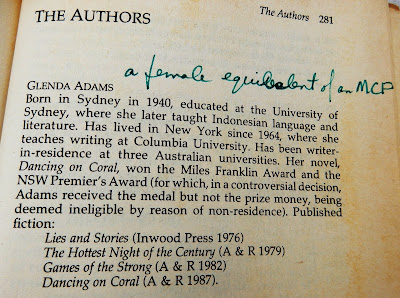 THE AUTHORS
The Authors 281
a female equibelent of an MCP
GLENDA ADAMS
Born in Sydney in 1940, educated at the University of
Sydney, where she later taught Indonesian language and
literature. Has lived in New York since 1964, where she
teaches writing at Columbia University. Has been writer-
in-residence at three Australian universities. Her novel,
Dancing on Coral, won the Miles Franklin Award and the
NSW Premier's Award (for which, in a controversial decision,
Adams received the medal but not the prize money, being
deemed ineligible by reason of non-residence). Published
fiction:
Lies and Stories (Inwood Press 1976)
The Hottest Night of the Century (A & R 1979)
Games of the Strong (A & R 1982)
Dancing on Coral (A & R 1987).